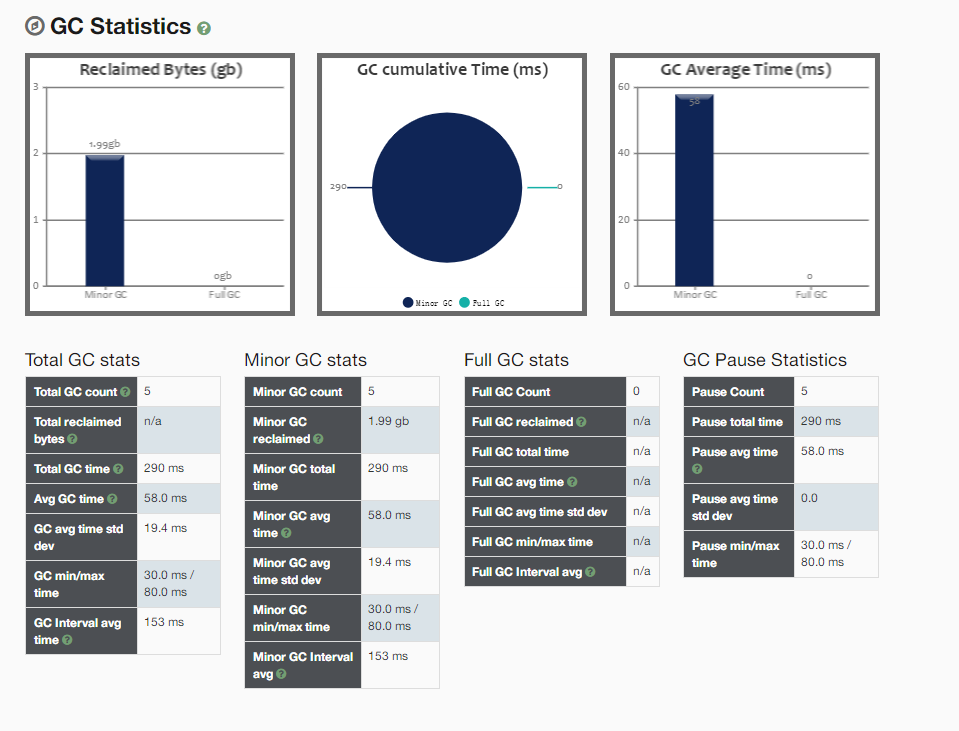 GC Statistics
Reclaimed Bytes (gb)
3
2
1
0
1.99gb
0gb
Minor GC
Full GC
GC cumulative Time (ms)
290
0
Minor GC
Full GC
GC Average Time (ms)
60
40
20
0
58
0
Minor GC
Full GC
Total GC stats
Total GC count ? 5
Total reclaimed n/a
bytes ?
Total GC time ? 290 ms
Avg GC time ? 58.0 ms
GC avg time std 19.4 ms
dev
GC min/max 30.0 ms /
time 80.0 ms
GC Interval avg 153 ms
time ?
Minor GC stats
Minor GC count 5
Minor GC 1.99 gb
reclaimed ?
Minor GC total 290 ms
time
Minor GC avg 58.0 ms
time ?
Minor GC avg 19.4 ms
time std dev
Minor GC 30.0 ms /
min/max time 80.0 ms
Minor GC Interval 153 ms
avg ?
Full GC stats
Full GC Count 0
Full GC reclaimed ? n/a
Full GC total time n/a
Full GC avg time ? n/a
Full GC avg time std dev n/a
Full GC min/max time n/a
Full GC Interval avg ? n/a
GC Pause Statistics
Pause Count 5
Pause total time 290 ms
Pause avg time 58.0 ms
?
Pause avg time 0.0
std dev
Pause min/max 30.0 ms /
time 80.0 ms